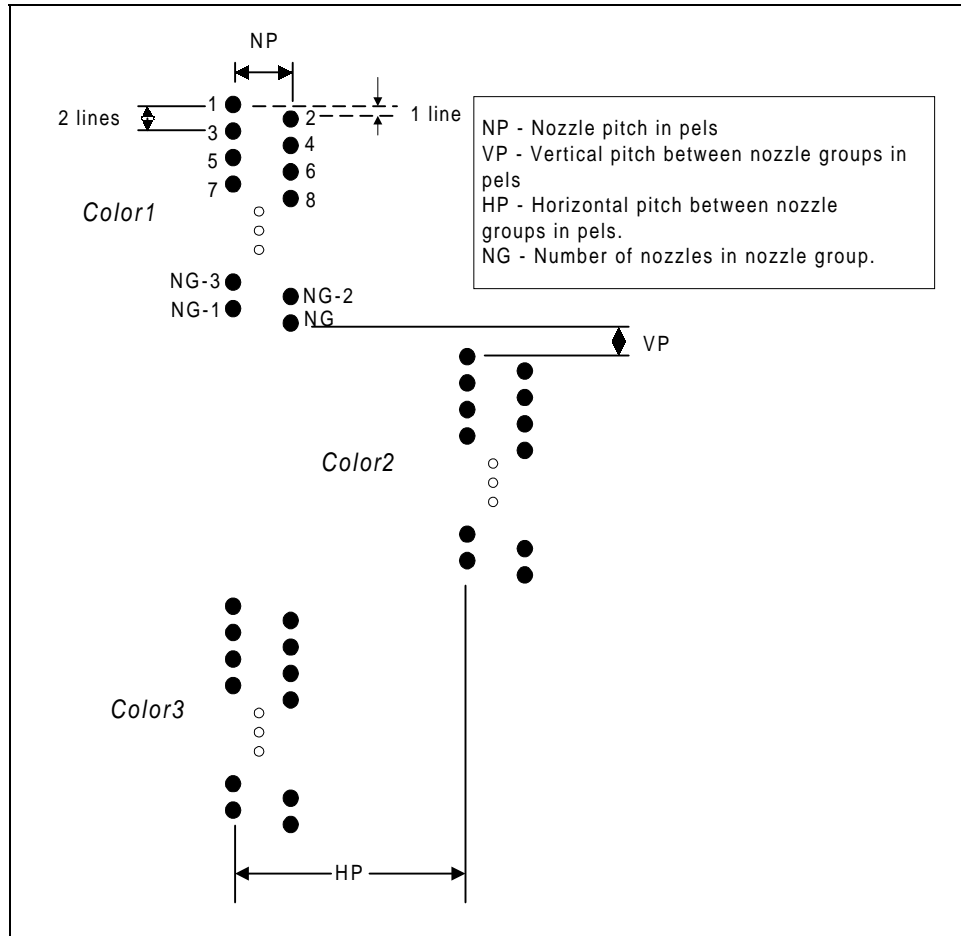 NP
2 lines
1
3
5
7
2
4
6
8
1 line
Color1
NG-3
NG-1
NG-2
NG
NP - Nozzle pitch in pels
VP - Vertical pitch between nozzle groups in
pels
HP - Horizontal pitch between nozzle
groups in pels.
NG - Number of nozzles in nozzle group.
VP
Color2
Color3
HP